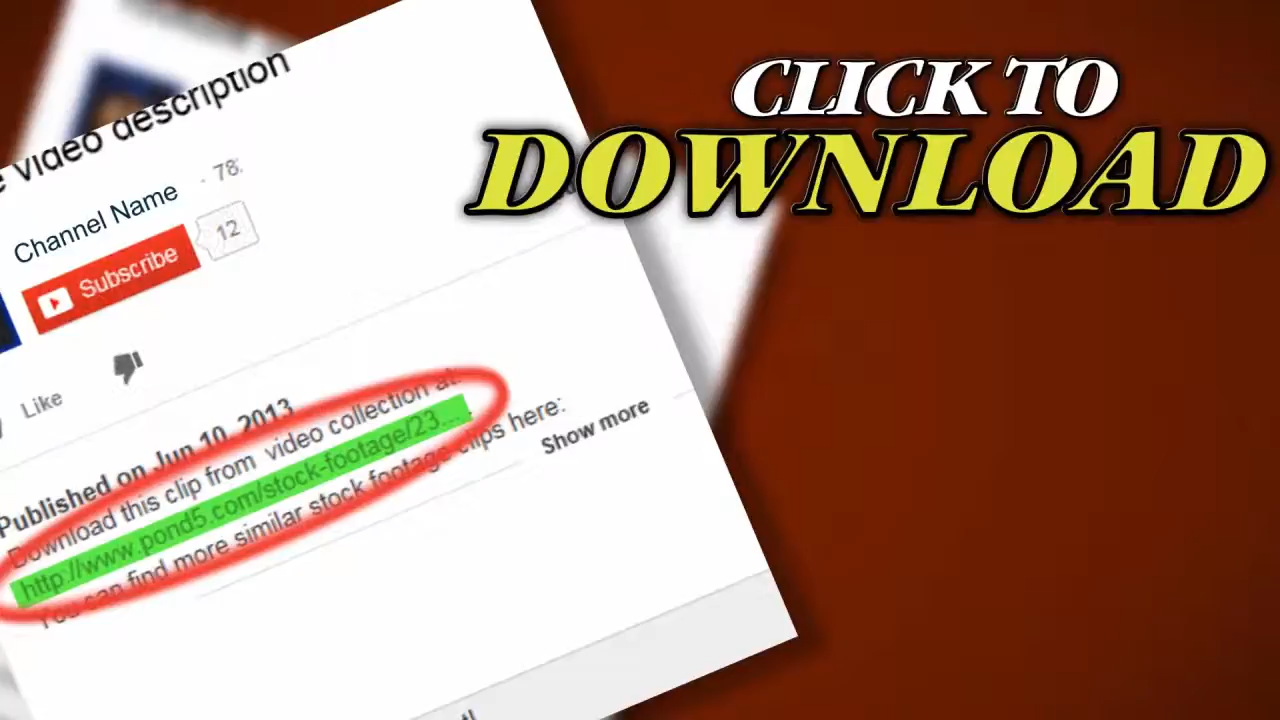 CLICK TO
DOWNLOAD
video description
Channel Name
78
Subscribe
12
Like
Published on Jun 10, 2013
Download this clip from video collection at:
http://www.pond5.com/stock-footage/23...
You can find more similar stock footage clips here:
Show more